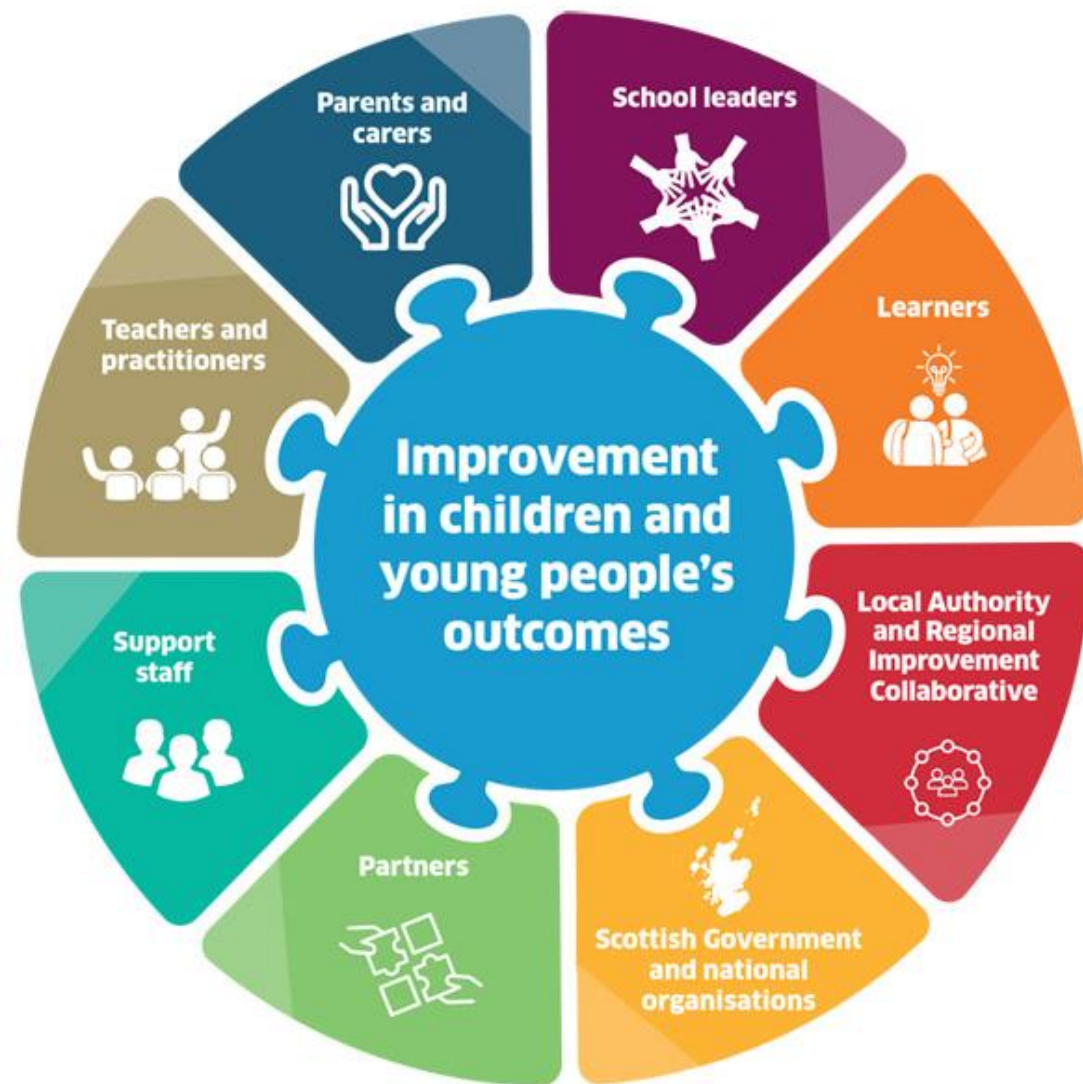 Parents and
carers
School leaders
Learners
Local Authority
and Regional
Improvement
Collaborative
Scottish Government
and national
organisations
Partners
Support
staff
Teachers and
practitioners
Improvement
in children and
young people's
outcomes